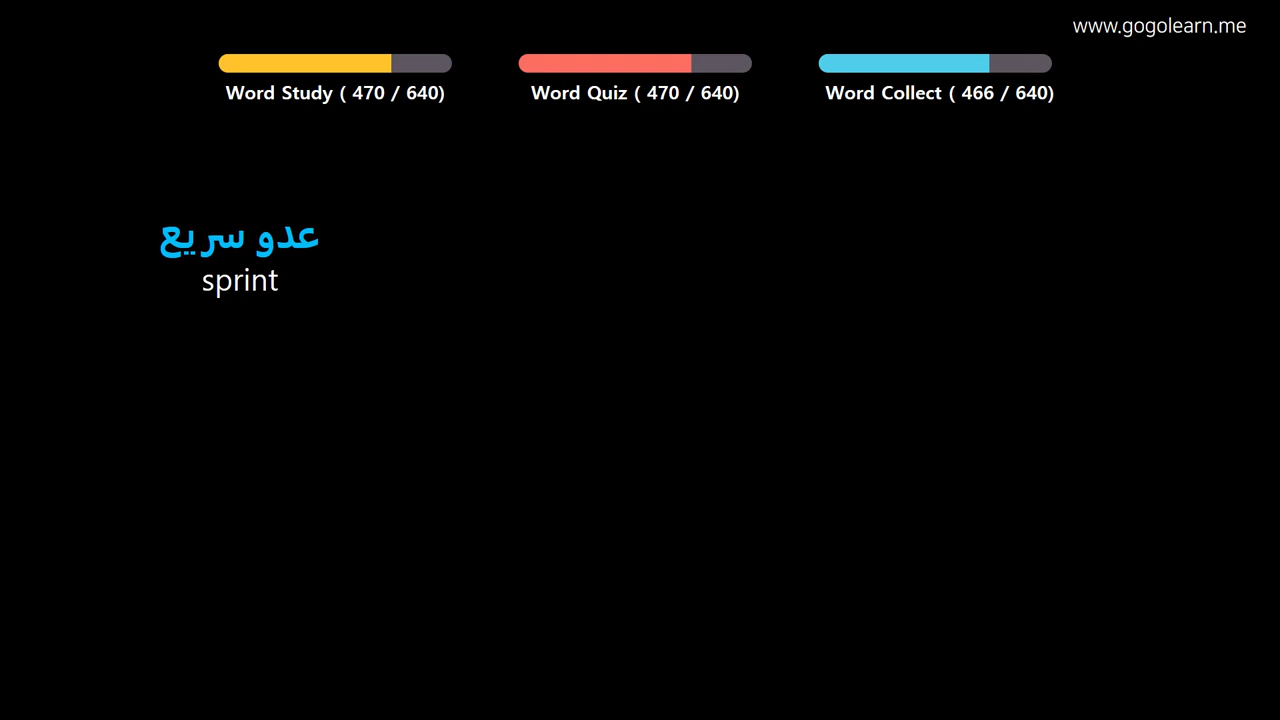 www.gogolearn.me
Word Study ( 470 / 640)
Word Quiz ( 470 / 640)
Word Collect ( 466 / 640)
عدو سريع
sprint